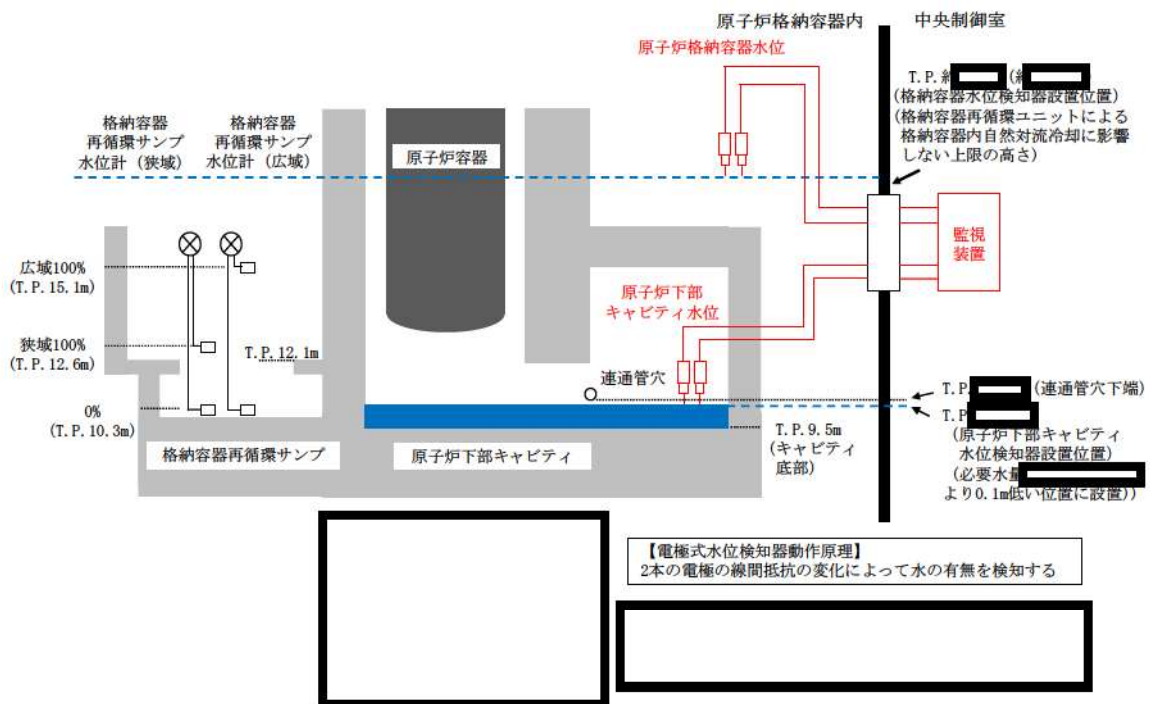 原子炉格納容器内
中央制御室
原子炉格納容器水位
T.P.約
(格納容器水位検知器設置位置)
(格納容器再循環ユニットによる
格納容器内自然対流冷却に影響
しない上限の高さ)
格納容器
再循環サンプ
水位計(狭域)
格納容器
再循環サンプ
水位計(広域)
原子炉容器
監視
装置
広域100%
(T.P.15.1m)
原子炉下部
キャビティ水位
狭域100%
(T.P.12.6m)
T.P.12.1m
連通管穴
0%
(T.P.10.3m)
T.P.
(連通管穴下端)
T.P
(原子炉下部キャビティ
水位検知器設置位置)
(必要水量
より0.1m低い位置に設置))
T.P.9.5m
(キャビティ
底部)
格納容器再循環サンプ
原子炉下部キャビティ
【電極式水位検知器動作原理】
2本の電極の線間抵抗の変化によって水の有無を検知する